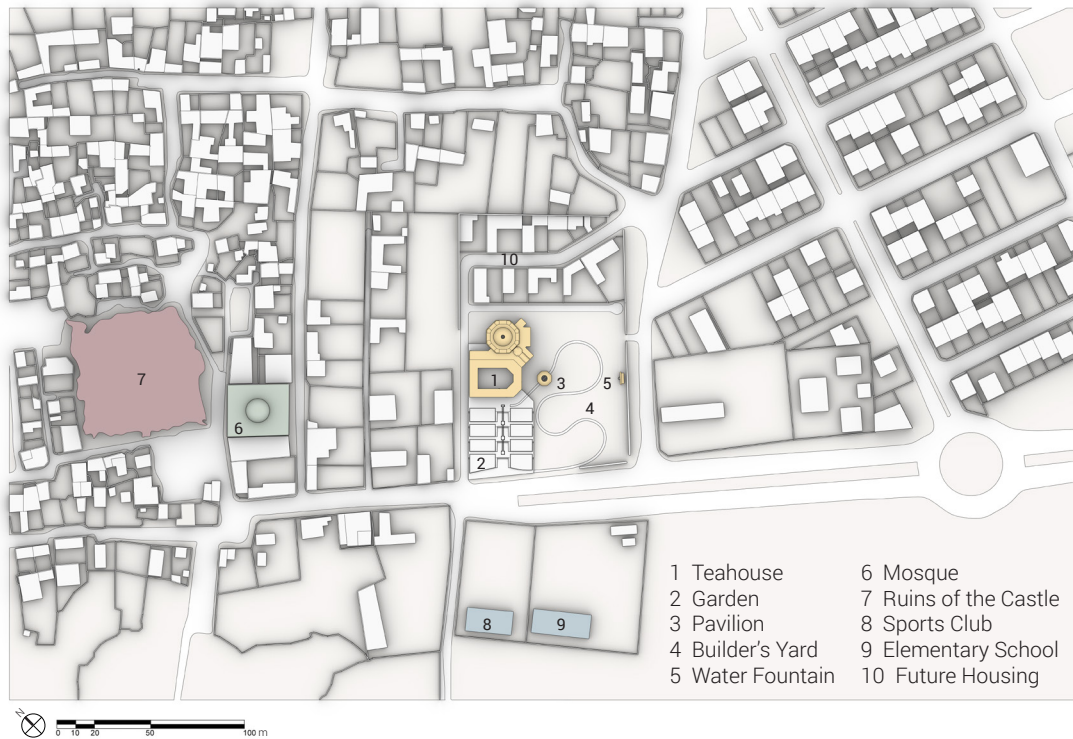 10
7
1
3
5
4
6
2
8
9
1 Teahouse
2 Garden
3 Pavilion
4 Builder's Yard
5 Water Fountain
6 Mosque
7 Ruins of the Castle
8 Sports Club
9 Elementary School
10 Future Housing
N
0 10 20 50 100 m